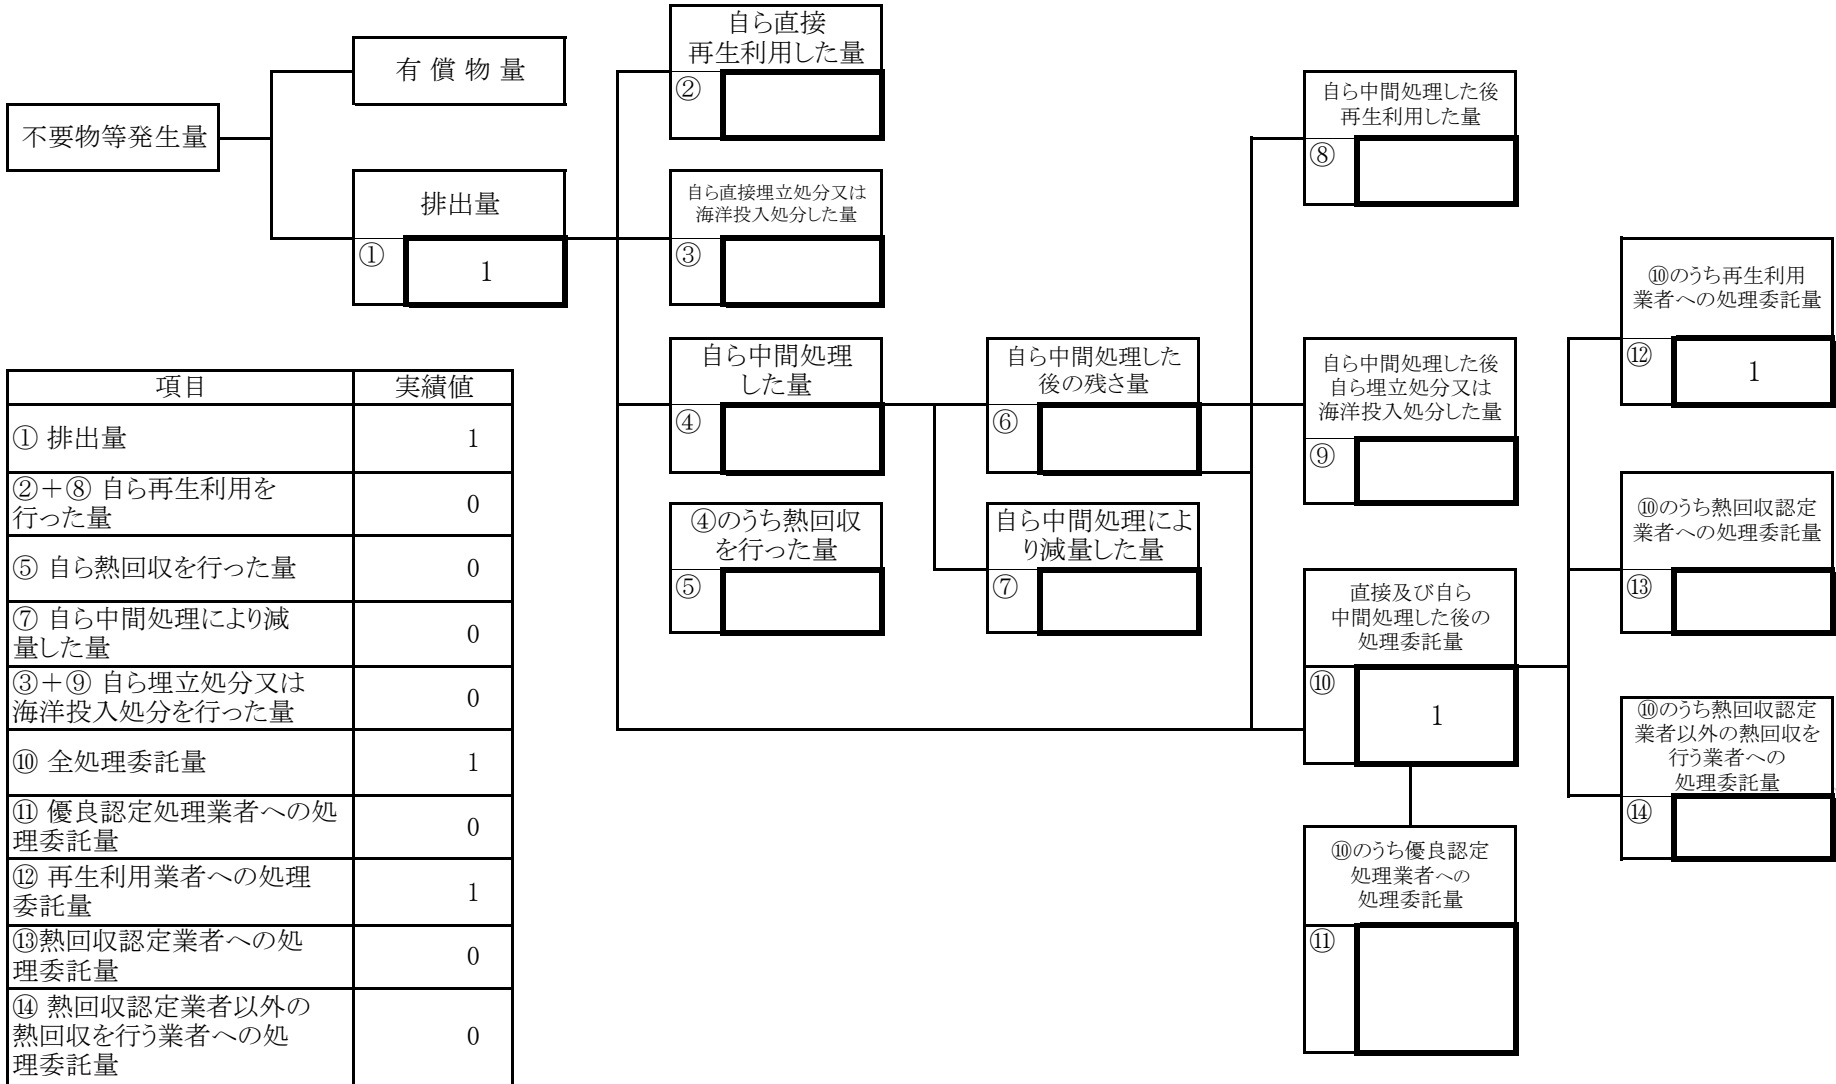 不要物等発生量
有 償 物 量
排出量
①
1
自ら直接
再生利用した量
②
自ら直接埋立処分又は
海洋投入処分した量
③
自ら中間処理
した量
④
④のうち熱回収
を行った量
⑤
自ら中間処理した
後の残さ量
⑥
自ら中間処理によ
り減量した量
⑦
自ら中間処理した後
再生利用した量
⑧
自ら中間処理した後
自ら埋立処分又は
海洋投入処分した量
⑨
直接及び自ら
中間処理した後の
処理委託量
⑩
1
⑩のうち優良認定
処理業者への
処理委託量
⑪
⑩のうち再生利用
業者への処理委託量
⑫
1
⑩のうち熱回収認定
業者への処理委託量
⑬
⑩のうち熱回収認定
業者以外の熱回収を
行う業者への
処理委託量
⑭
項目 実績値
① 排出量 1
②＋⑧ 自ら再生利用を
行った量 0
⑤ 自ら熱回収を行った量 0
⑦ 自ら中間処理により減
量した量 0
③＋⑨ 自ら埋立処分又は
海洋投入処分を行った量 0
⑩ 全処理委託量 1
⑪ 優良認定処理業者への処
理委託量 0
⑫ 再生利用業者への処理
委託量 1
⑬熱回収認定業者への処
理委託量 0
⑭ 熱回収認定業者以外の
熱回収を行う業者への処
理委託量 0